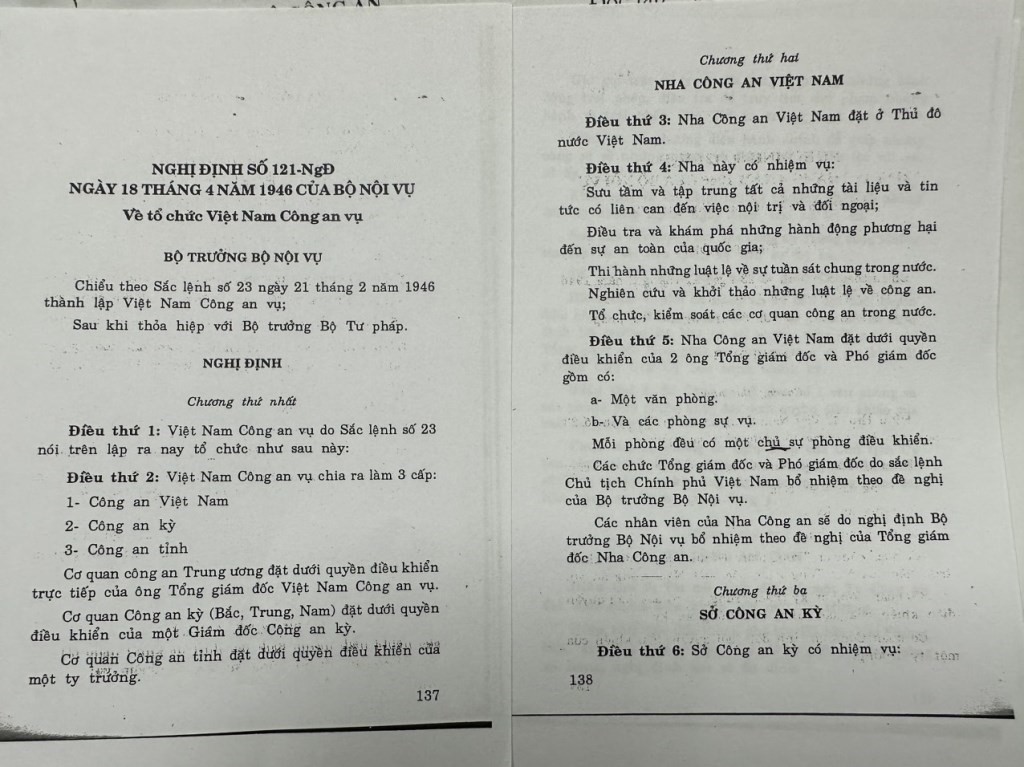 NGHỊ ĐỊNH SỐ 121-NgĐ
NGÀY 18 THÁNG 4 NĂM 1946 CỦA BỘ NỘI VỤ
Về tổ chức Việt Nam Công an vụ
BỘ TRƯỞNG BỘ NỘI VỤ
Chiểu theo Sắc lệnh số 23 ngày 21 tháng 2 năm 1946
thành lập Việt Nam Công an vụ;
Sau khi thỏa hiệp với Bộ trưởng Bộ Tư pháp.
NGHỊ ĐỊNH
Chương thứ nhất
Điều thứ 1: Việt Nam Công an vụ do Sắc lệnh số 23
nói trên lập ra nay tổ chức như sau này:
Điều thứ 2: Việt Nam Công an vụ chia ra làm 3 cấp:
1- Công an Việt Nam
2- Công an kỳ
3- Công an tỉnh
Cơ quan công an Trung ương đặt dưới quyền điều khiển
trực tiếp của ông Tổng giám đốc Việt Nam Công an vụ.
Cơ quan Công an kỳ (Bắc, Trung, Nam) đặt dưới quyền
điều khiển của một Giám đốc Công an kỳ.
Cơ quan Công an tỉnh đặt dưới quyền điều khiển của
một ty trưởng.
137
Chương thứ hai
NHA CÔNG AN VIỆT NAM
Điều thứ 3: Nha Công an Việt Nam đặt ở Thủ đô
nước Việt Nam.
Điều thứ 4: Nha này có nhiệm vụ:
Sưu tầm và tập trung tất cả những tài liệu và tin
tức có liên can đến việc nội trị và đối ngoại;
Điều tra và khám phá những hành động phương hại
đến sự an toàn của quốc gia;
Thi hành những luật lệ về sự tuần sát chung trong nước.
Nghiên cứu và khởi thảo những luật lệ về công an.
Tổ chức, kiểm soát các cơ quan công an trong nước.
Điều thứ 5: Nha Công an Việt Nam đặt dưới quyền
điều khiển của 2 ông Tổng giám đốc và Phó giám đốc
gồm có:
a- Một văn phòng.
b- Và các phòng sự vụ.
Mỗi phòng đều có một chủ sự phòng điều khiển.
Các chức Tổng giám đốc và Phó giám đốc do sắc lệnh
Chủ tịch Chính phủ Việt Nam bổ nhiệm theo đề nghị
của Bộ trưởng Bộ Nội vụ.
Các nhân viên của Nha Công an sẽ do nghị định Bộ
trưởng Bộ Nội vụ bổ nhiệm theo đề nghị của Tổng giám
đốc Nha Công an.
Chương thứ ba
SỞ CÔNG AN KỲ
Điều thứ 6: Sở Công an kỳ có nhiệm vụ:
138